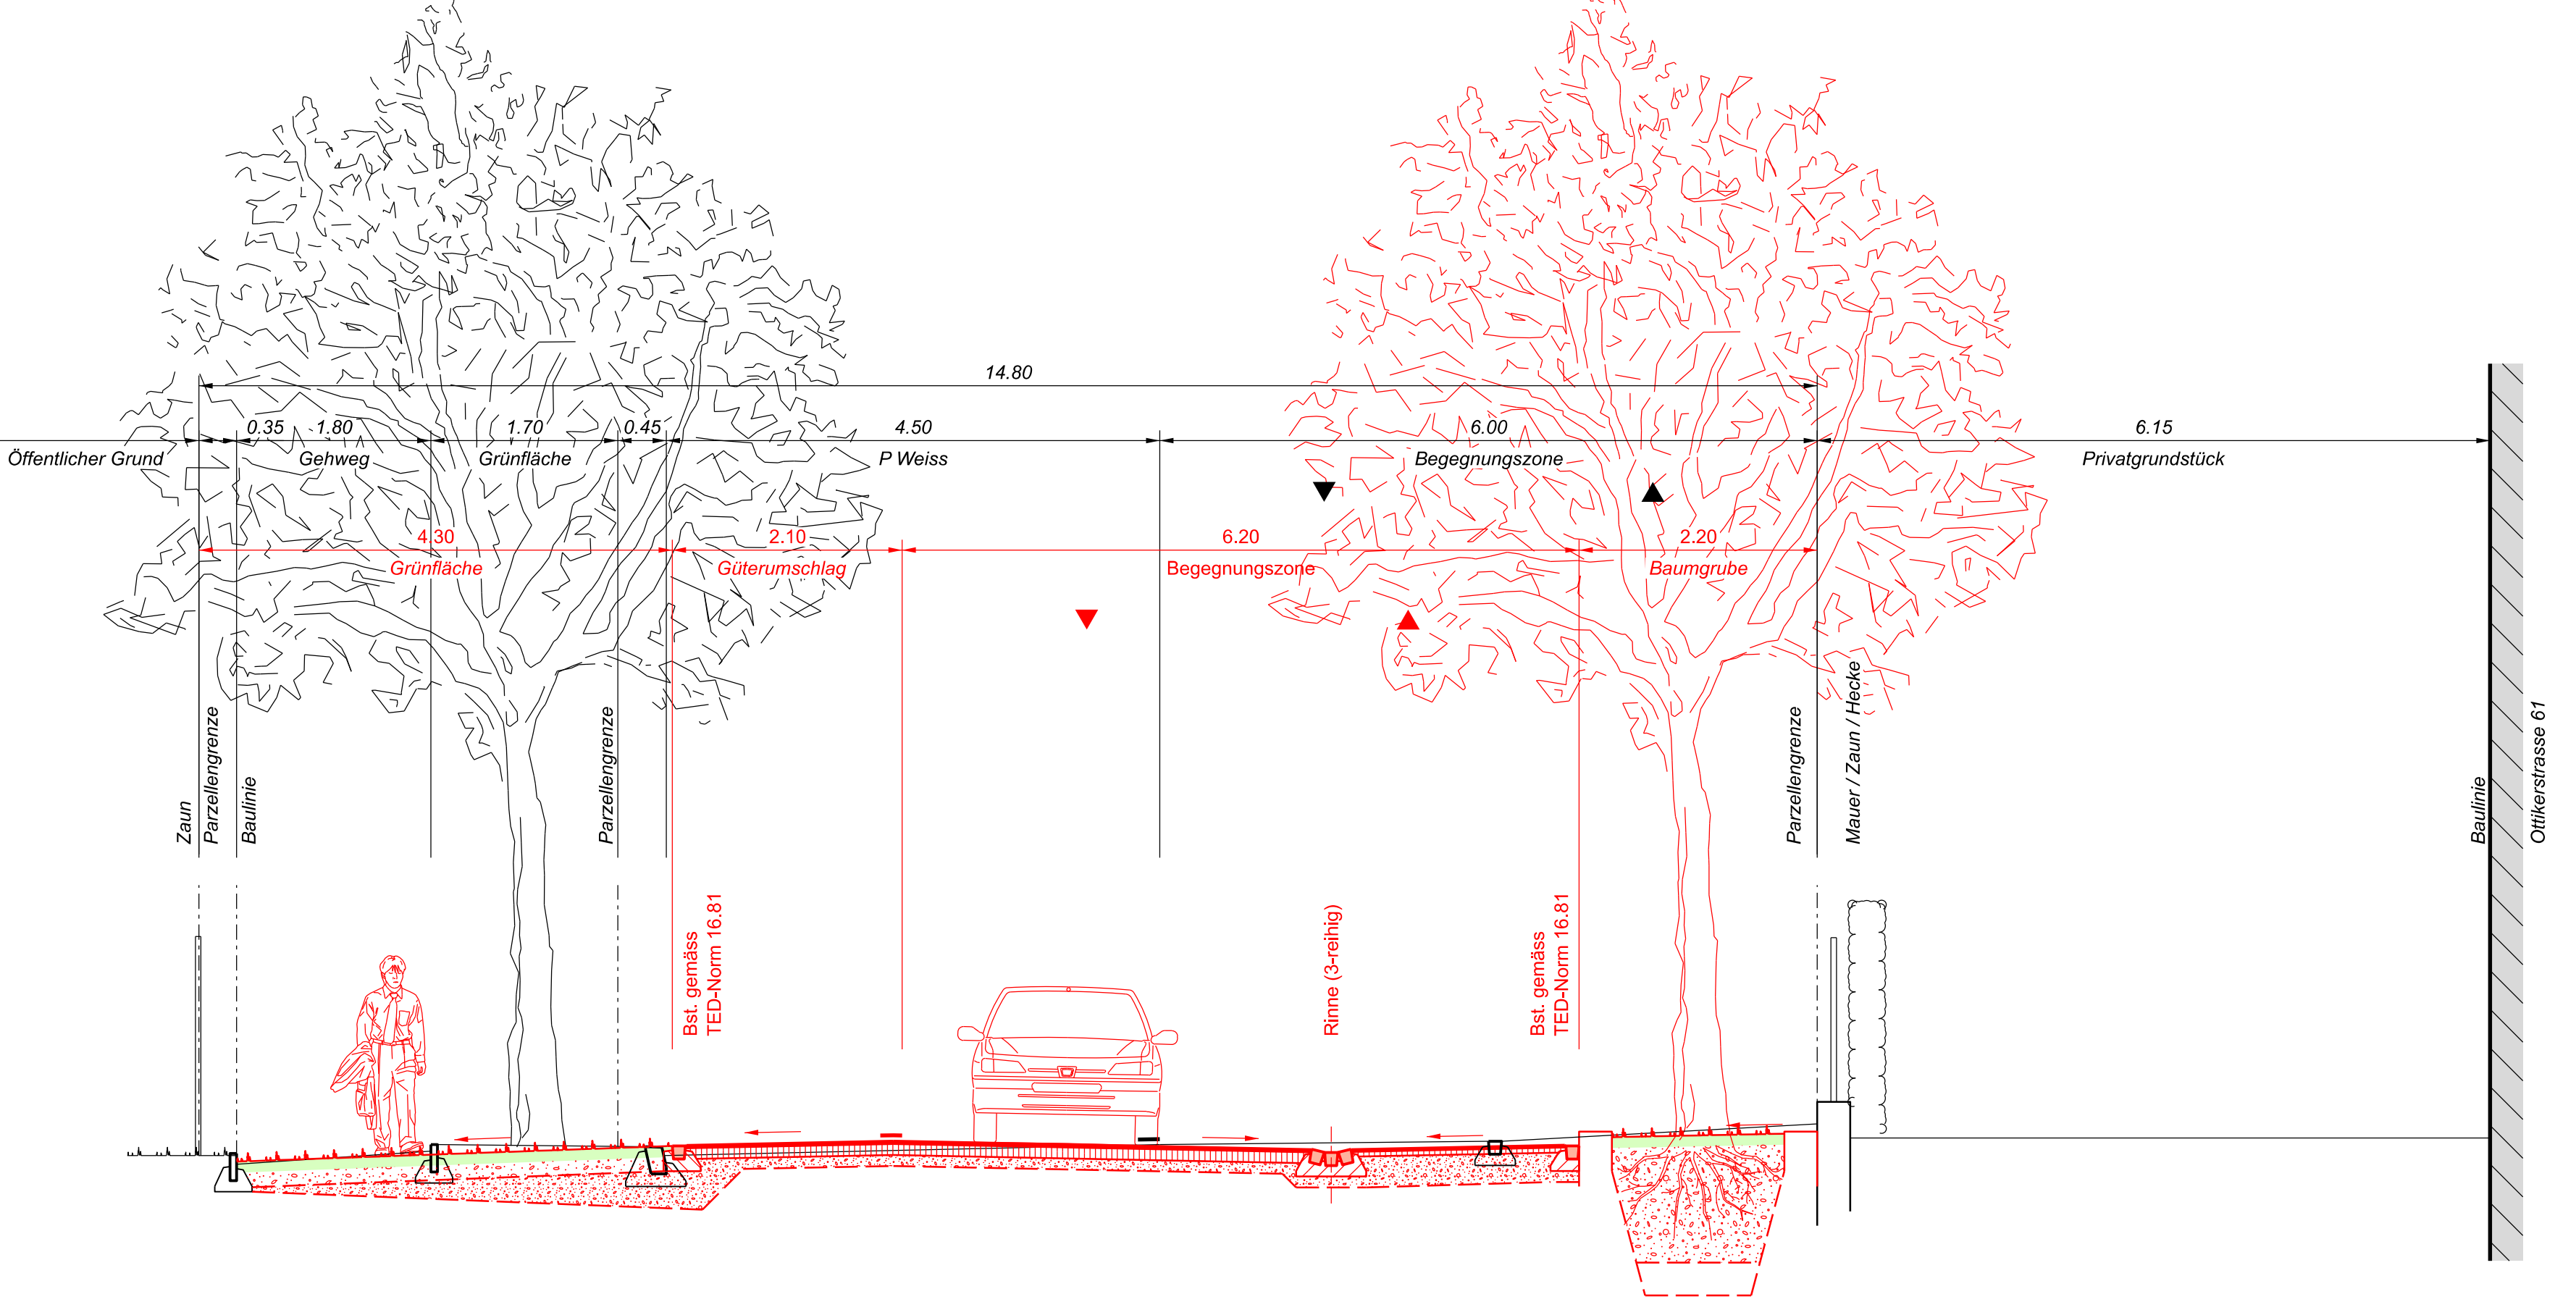 14.80
0.35 1.80 1.70 0.45 4.50 6.00 6.15
Öffentlicher Grund Gehweg Grünfläche P Weiss Begegnungszone Privatgrundstück
4.30 2.10 6.20 2.20
Grünfläche Güterumschlag Begegnungszone Baumgrube
Zaun
Parzellengrenze
Baulinie
Parzellengrenze
Parzellengrenze
Mauer / Zaun / Hecke
Baulinie
Ottikerstrasse 61
Bst. gemäss
TED-Norm 16.81
Rinne (3-reihig)
Bst. gemäss
TED-Norm 16.81